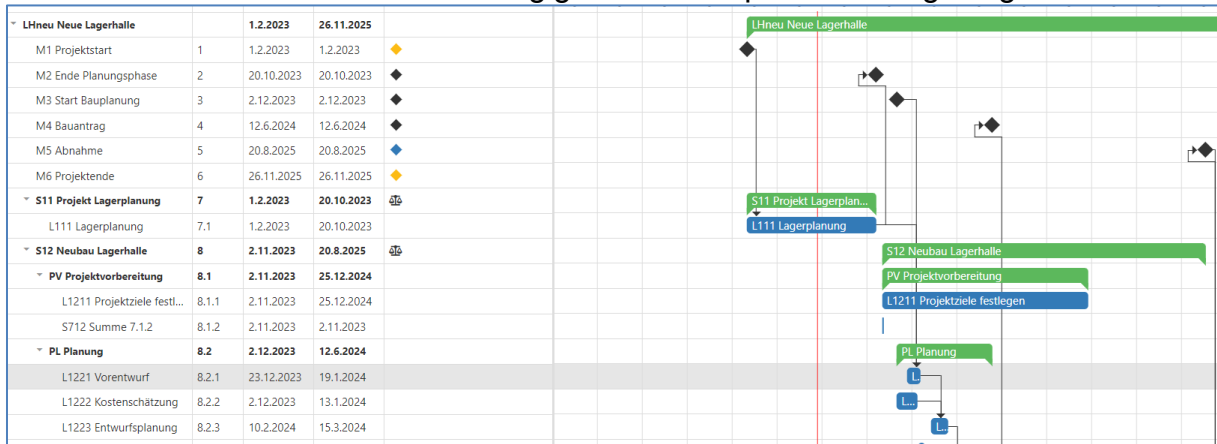 LHneu Neue Lagerhalle 1.2.2023 26.11.2025 LHneu Neue Lagerhalle
M1 Projektstart 1 1.2.2023 1.2.2023
M2 Ende Planungsphase 2 20.10.2023 20.10.2023
M3 Start Bauplanung 3 2.12.2023 2.12.2023
M4 Bauantrag 4 12.6.2024 12.6.2024
M5 Abnahme 5 20.8.2025 20.8.2025
M6 Projektende 6 26.11.2025 26.11.2025
S11 Projekt Lagerplanung 7 1.2.2023 20.10.2023 S11 Projekt Lagerplan...
L111 Lagerplanung 7.1 1.2.2023 20.10.2023 L111 Lagerplanung
S12 Neubau Lagerhalle 8 2.11.2023 20.8.2025 S12 Neubau Lagerhalle
PV Projektvorbereitung 8.1 2.11.2023 25.12.2024 PV Projektvorbereitung
L1211 Projektziele festl... 8.1.1 2.11.2023 25.12.2024 L1211 Projektziele festlegen
S712 Summe 7.1.2 8.1.2 2.11.2023 2.11.2023
PL Planung 8.2 2.12.2023 12.6.2024 PL Planung
L1221 Vorentwurf 8.2.1 23.12.2023 19.1.2024 L.
L1222 Kostenschätzung 8.2.2 2.12.2023 13.1.2024 L...
L1223 Entwurfsplanung 8.2.3 10.2.2024 15.3.2024 L.